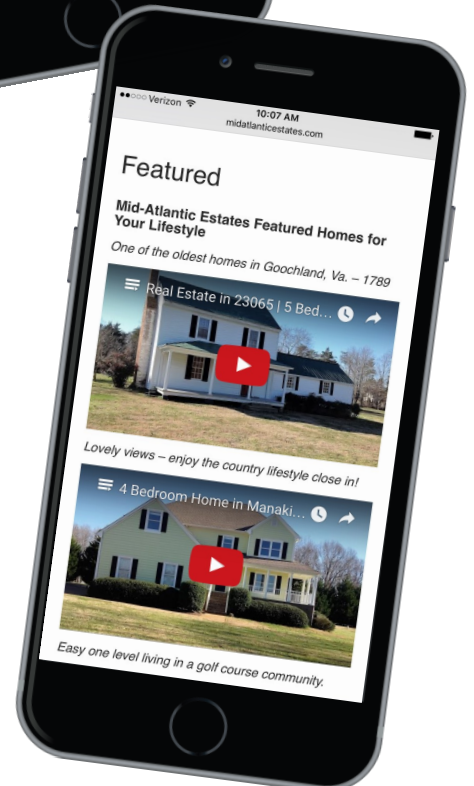 Verizon
10:07 AM
midatlanticestates.com
Featured
Mid-Atlantic Estates Featured Homes for
Your Lifestyle
One of the oldest homes in Goochland, Va. – 1789
Real Estate in 23065 | 5 Bed...
Lovely views – enjoy the country lifestyle close in!
4 Bedroom Home in Manaki...
Easy one level living in a golf course community.